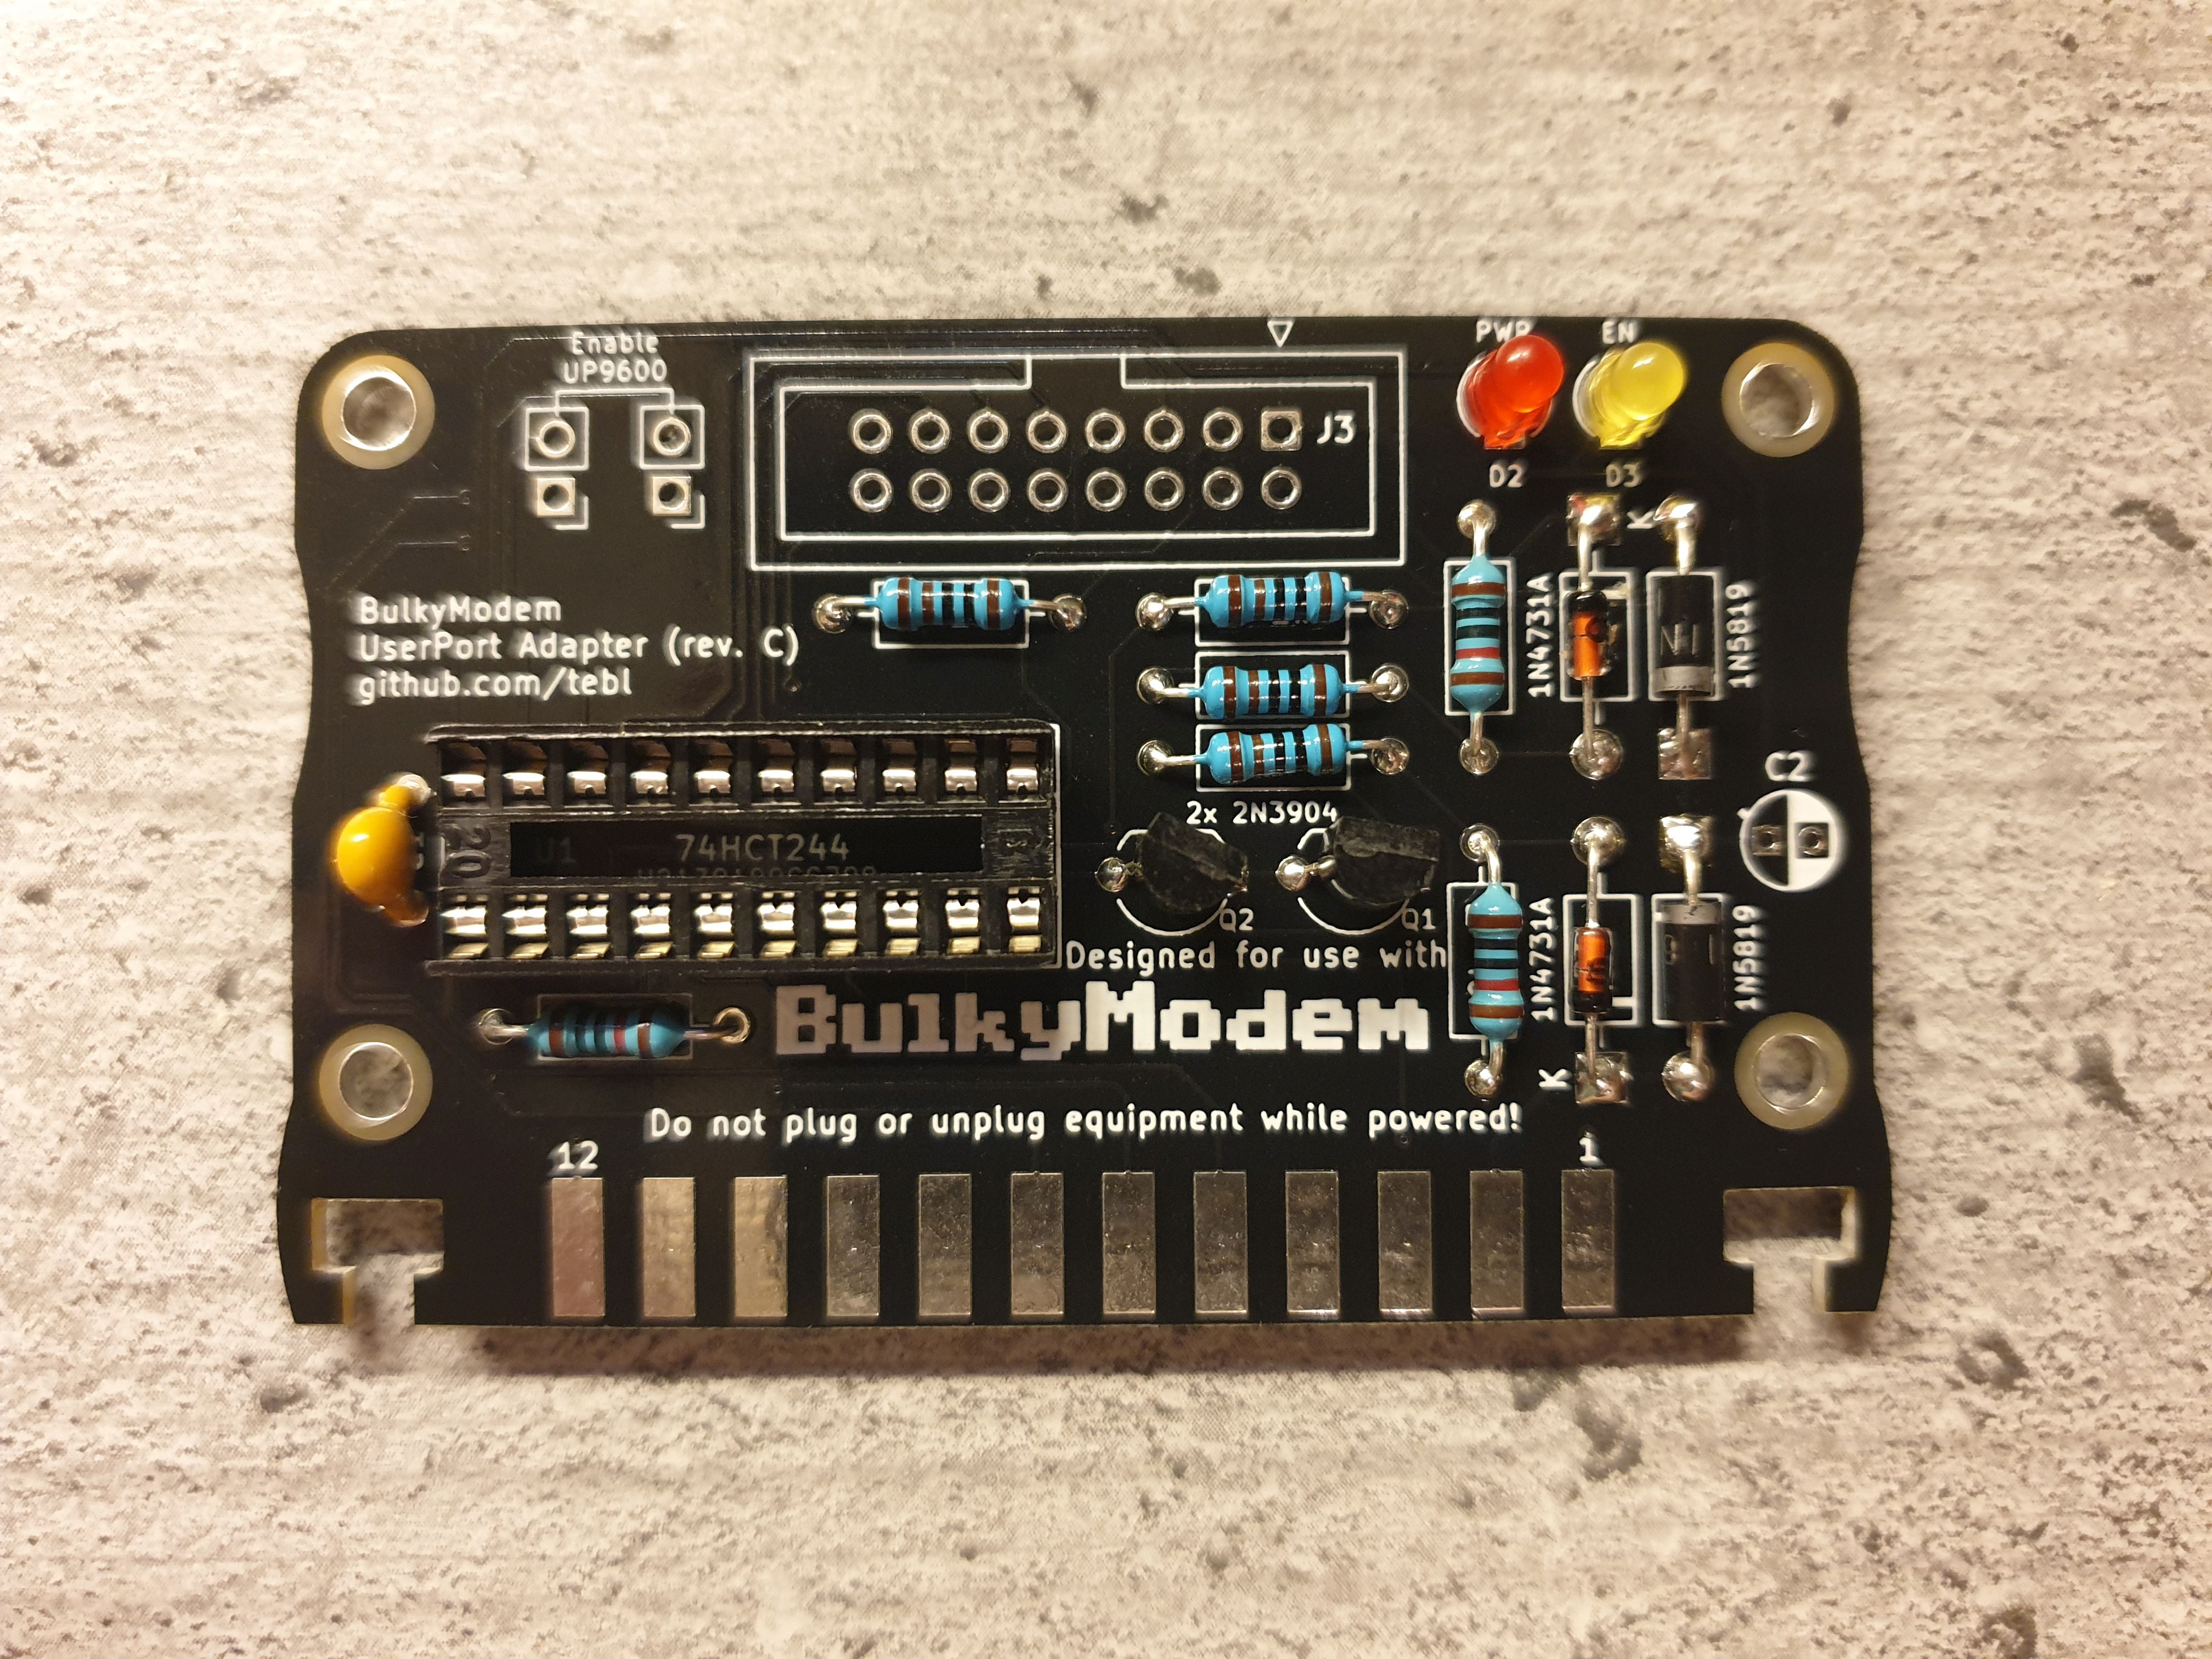 Enable
UP9600
PWR
EN
J3
D2
D3
K
BulkyModem
UserPort Adapter (rev. C)
github.com/tebl
1N4731A
1N5819
C2
2x 2N3904
20
U1
74HCT244
Q2
Q1
Designed for use with
BulkyModem
1N4731A
1N5819
K
Do not plug or unplug equipment while powered!
12
1